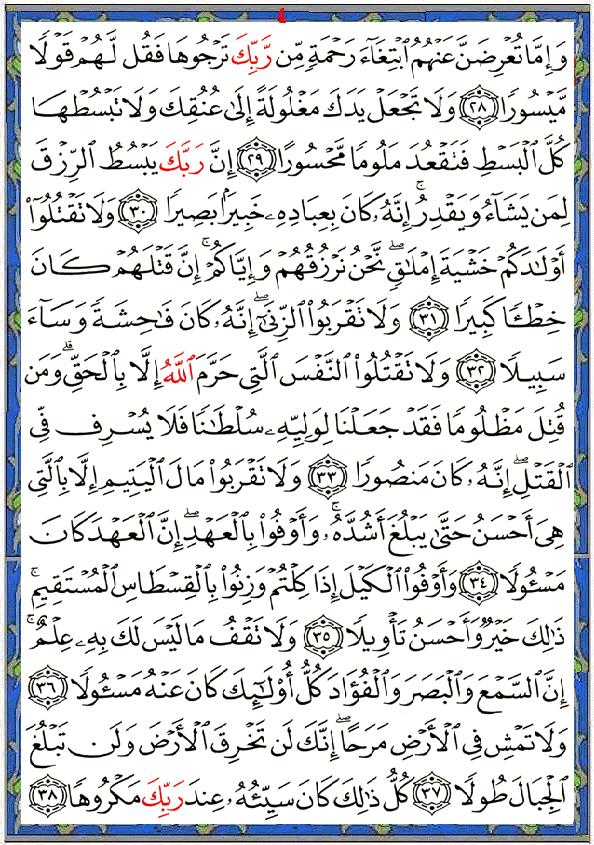 4
وَإِمَّا تُعۡرِضَنَّ عَنۡهُمُ ٱبۡتِغَآءَ رَحۡمَةٖ مِّن رَّبِّكَ تَرۡجُوهَا فَقُل لَّهُمۡ قَوۡلٗا
مَّيۡسُورٗا ٢٨ وَلَا تَجۡعَلۡ يَدَكَ مَغۡلُولَةً إِلَىٰ عُنُقِكَ وَلَا تَبۡسُطۡهَا
كُلَّ ٱلۡبَسۡطِ فَتَقۡعُدَ مَلُومٗا مَّحۡسُورًا ٢٩ إِنَّ رَبَّكَ يَبۡسُطُ ٱلرِّزۡقَ
لِمَن يَشَآءُ وَيَقۡدِرُۚ إِنَّهُۥ كَانَ بِعِبَادِهِۦ خَبِيرَۢا بَصِيرٗا ٣٠ وَلَا تَقۡتُلُوٓاْ
أَوۡلَٰدَكُمۡ خَشۡيَةَ إِمۡلَٰقٖۖ نَّحۡنُ نَرۡزُقُهُمۡ وَإِيَّاكُمۡۚ إِنَّ قَتۡلَهُمۡ كَانَ
خِطۡـٔٗا كَبِيرٗا ٣١ وَلَا تَقۡرَبُواْ ٱلزِّنَىٰٓۖ إِنَّهُۥ كَانَ فَٰحِشَةٗ وَسَآءَ
سَبِيلٗا ٣٢ وَلَا تَقۡتُلُواْ ٱلنَّفۡسَ ٱلَّتِي حَرَّمَ ٱللَّهُ إِلَّا بِٱلۡحَقِّۗ وَمَن
قُتِلَ مَظۡلُومٗا فَقَدۡ جَعَلۡنَا لِوَلِيِّهِۦ سُلۡطَٰنٗا فَلَا يُسۡرِف فِّي
ٱلۡقَتۡلِۖ إِنَّهُۥ كَانَ مَنصُورٗا ٣٣ وَلَا تَقۡرَبُواْ مَالَ ٱلۡيَتِيمِ إِلَّا بِٱلَّتِي
هِيَ أَحۡسَنُ حَتَّىٰ يَبۡلُغَ أَشُدَّهُۥۚ وَأَوۡفُواْ بِٱلۡعَهۡدِۖ إِنَّ ٱلۡعَهۡدَ كَانَ
مَسۡـُٔولٗا ٣٤ وَأَوۡفُواْ ٱلۡكَيۡلَ إِذَا كِلۡتُمۡ وَزِنُواْ بِٱلۡقِسۡطَاسِ ٱلۡمُسۡتَقِيمِۚ
ذَٰلِكَ خَيۡرٞ وَأَحۡسَنُ تَأۡوِيلٗا ٣٥ وَلَا تَقۡفُ مَا لَيۡسَ لَكَ بِهِۦ عِلۡمٌۚ
إِنَّ ٱلسَّمۡعَ وَٱلۡبَصَرَ وَٱلۡفُؤَادَ كُلُّ أُوْلَٰٓئِكَ كَانَ عَنۡهُ مَسۡـُٔولٗا ٣٦
وَلَا تَمۡشِ فِي ٱلۡأَرۡضِ مَرَحًاۖ إِنَّكَ لَن تَخۡرِقَ ٱلۡأَرۡضَ وَلَن تَبۡلُغَ
ٱلۡجِبَالَ طُولٗا ٣٧ كُلُّ ذَٰلِكَ كَانَ سَيِّئُهُۥ عِندَ رَبِّكَ مَكۡرُوهٗا ٣٨